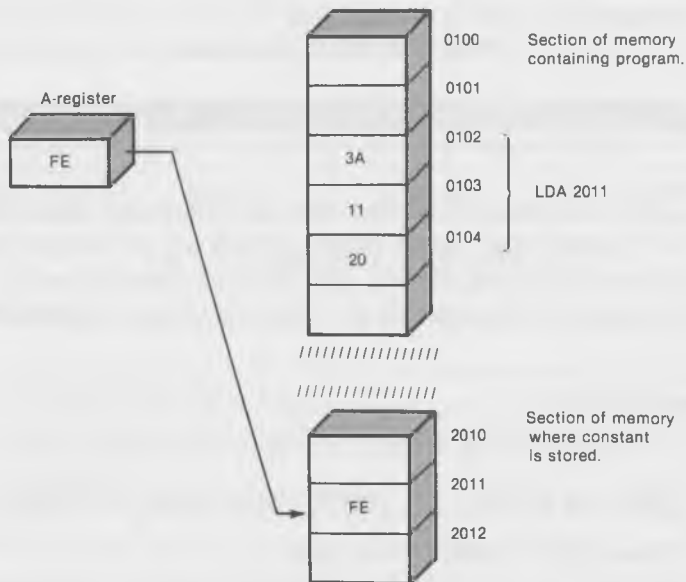 0100
Section of memory
containing program.
0101
A-register
0102
FE
3A
0103
LDA 2011
11
0104
20
2010
Section of memory
where constant
is stored.
2011
FE
2012